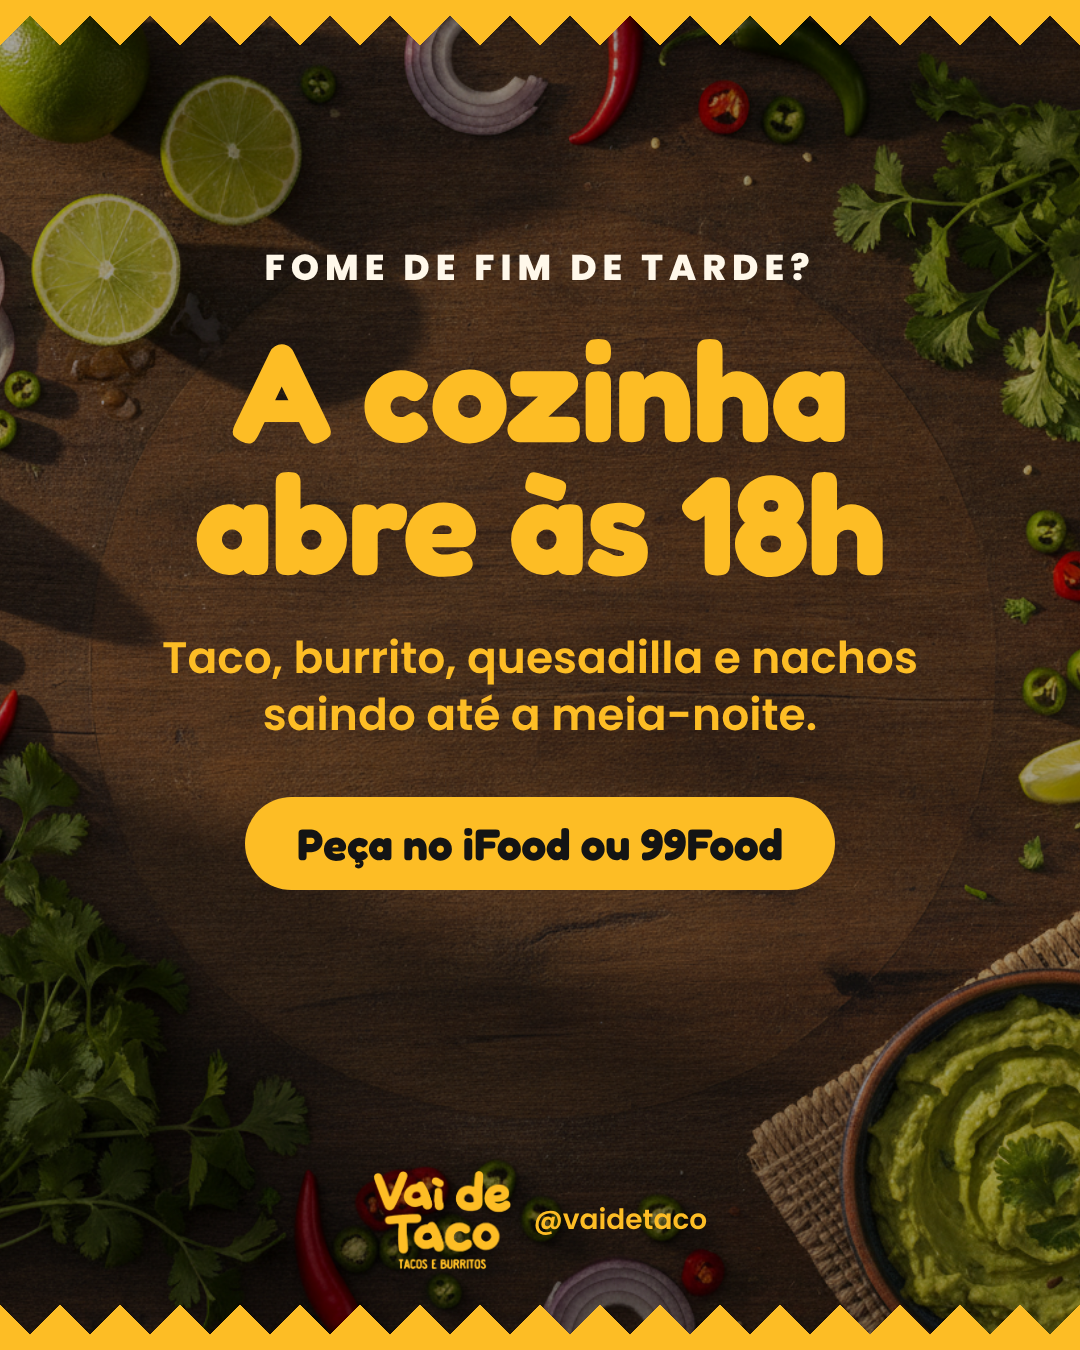 FOME DE FIM DE TARDE?
A cozinha
abre às 18h
Taco, burrito, quesadilla e nachos
saindo até a meia-noite.
Peça no iFood ou 99Food
Vai de
Taco
TACOS E BURRITOS
@vaidetaco